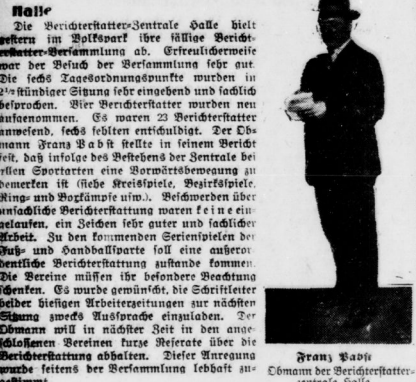 Halle
Die Berichterstatter-Zentrale Halle hielt
gestern im Volkspark ihre fällige Bericht-
erstatter-Versammlung ab. Erfreulicherweise
war der Besuch der Versammlung sehr gut.
Die sechs Tagesordnungspunkte wurden in
2½stündiger Sitzung sehr eingehend und sachlich
besprochen. Vier Berichterstatter wurden neu
aufgenommen. Es waren 23 Berichterstatter
anwesend, sechs fehlten entschuldigt. Der Ob-
mann Franz Pabst stellte in seinem Bericht
fest, daß infolge des Bestehens der Zentrale bei
allen Sportarten eine Vorwärtsbewegung zu
bemerken ist (siehe Kreisspiele, Bezirksspiele,
Ring- und Boxkämpfe usw.). Beschwerden über
unsachliche Berichterstattung waren keine ein-
gelaufen, ein Zeichen sehr guter und sachlicher
Arbeit. Zu den kommenden Serienspielen der
Fuß- und Handballsparte soll eine außeror-
dentliche Berichterstattung zustande kommen.
Die Vereine müssen ihr besondere Beachtung
schenken. Es wurde gewünscht, die Schriftleiter
beider hiesigen Arbeiterzeitungen zur nächsten
Sitzung zwecks Aussprache einzuladen. Der
Obmann will in nächster Zeit in den ange-
schlossenen Vereinen kurze Referate über die
Berichterstattung abhalten. Dieser Anregung
wurde seitens der Versammlung lebhaft zu-
gestimmt.
Franz Pabst
Obmann der Berichterstatter-
zentrale Halle